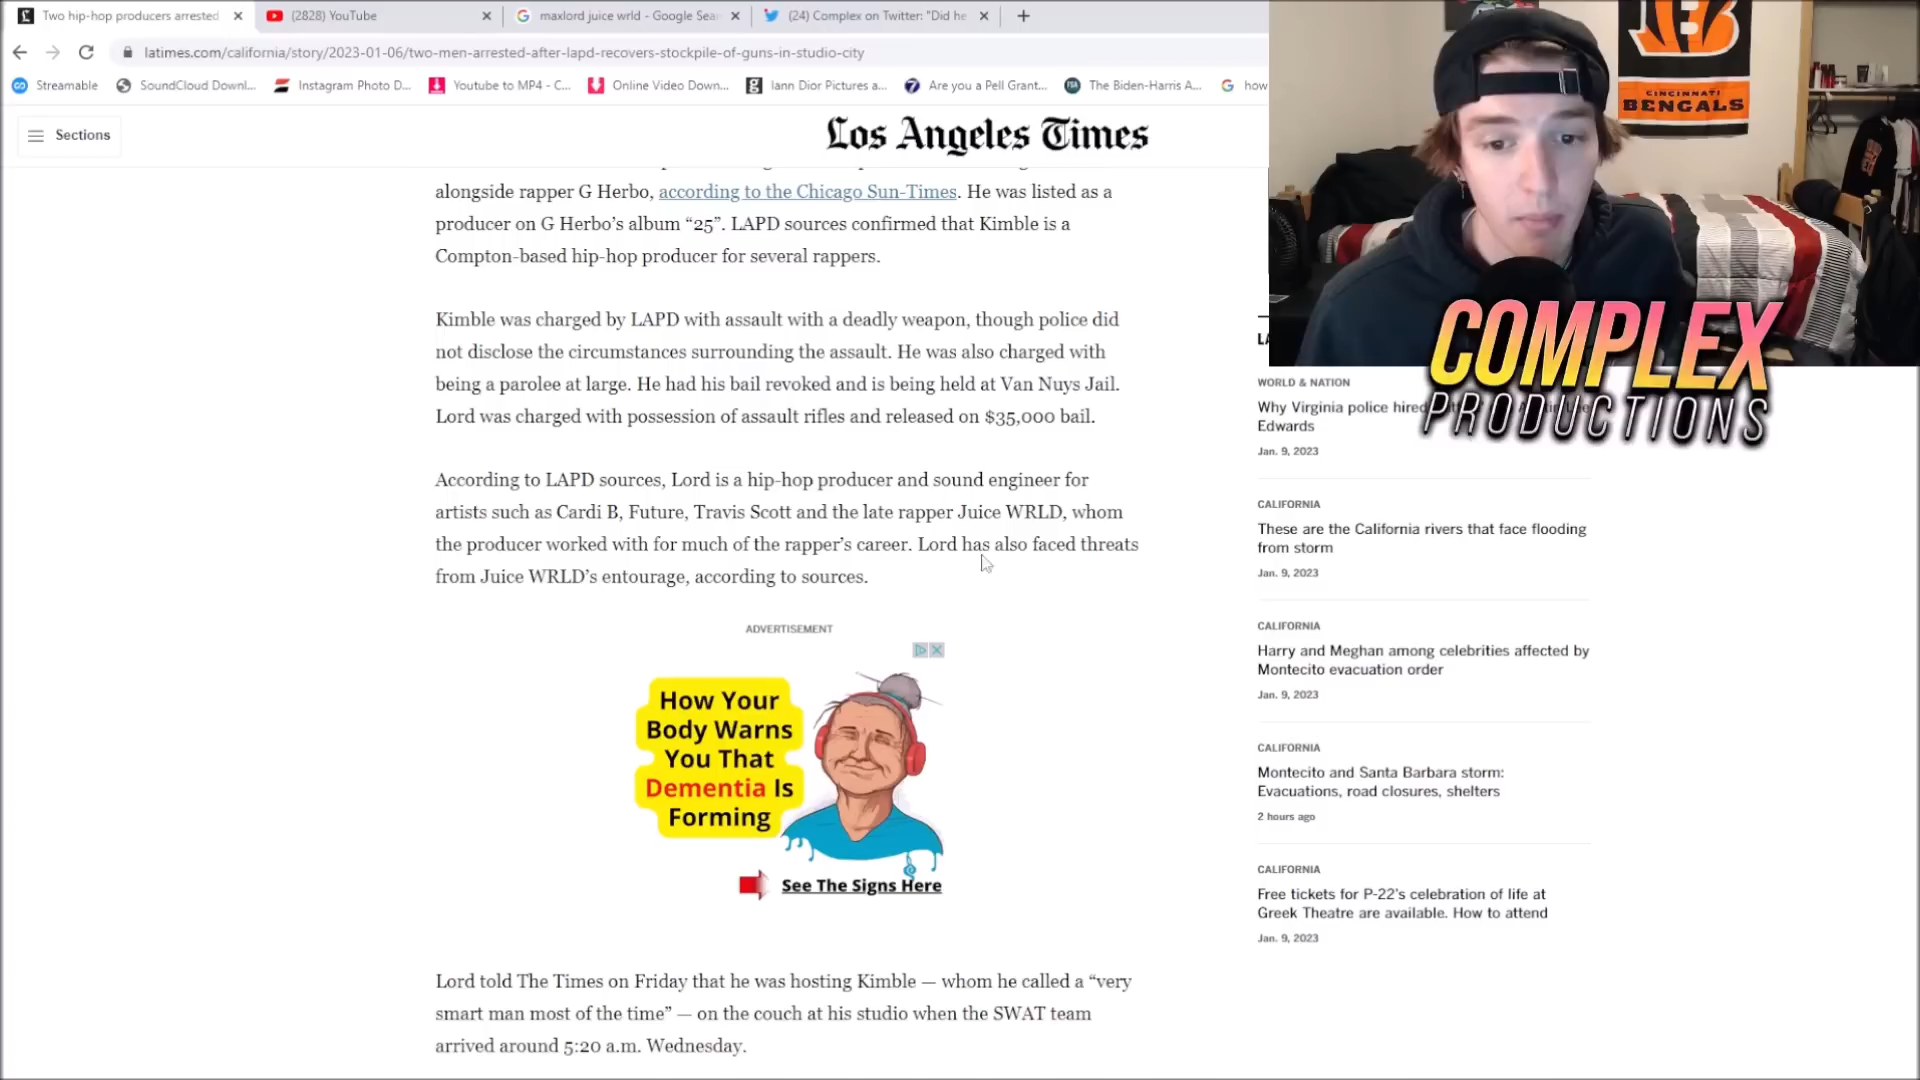 Two hip-hop producers arrested
(2828) YouTube
maxlord juice wrld - Google Sear
(24) Complex on Twitter: "Did he
latimes.com/california/story/2023-01-06/two-men-arrested-after-lapd-recovers-stockpile-of-guns-in-studio-city
Streamable
SoundCloud Downl...
Instagram Photo D...
Youtube to MP4 - C...
Online Video Down...
Iann Dior Pictures a...
Are you a Pell Grant...
The Biden-Harris A...
how
Sections
Los Angeles Times
B
CINCINNATI
BENGALS
alongside rapper G Herbo, according to the Chicago Sun-Times. He was listed as a
producer on G Herbo's album “25”. LAPD sources confirmed that Kimble is a
Compton-based hip-hop producer for several rappers.
Kimble was charged by LAPD with assault with a deadly weapon, though police did
not disclose the circumstances surrounding the assault. He was also charged with
being a parolee at large. He had his bail revoked and is being held at Van Nuys Jail.
Lord was charged with possession of assault rifles and released on $35,000 bail.
According to LAPD sources, Lord is a hip-hop producer and sound engineer for
artists such as Cardi B, Future, Travis Scott and the late rapper Juice WRLD, whom
the producer worked with for much of the rapper's career. Lord has also faced threats
from Juice WRLD's entourage, according to sources.
ADVERTISEMENT
How Your
Body Warns
You That
Dementia Is
Forming
See The Signs Here
Lord told The Times on Friday that he was hosting Kimble — whom he called a “very
smart man most of the time” — on the couch at his studio when the SWAT team
arrived around 5:20 a.m. Wednesday.
COMPLEX
PRODUCTIONS
WORLD & NATION
Why Virginia police hired
Edwards
Jan. 9, 2023
CALIFORNIA
These are the California rivers that face flooding
from storm
Jan. 9, 2023
CALIFORNIA
Harry and Meghan among celebrities affected by
Montecito evacuation order
Jan. 9, 2023
CALIFORNIA
Montecito and Santa Barbara storm:
Evacuations, road closures, shelters
2 hours ago
CALIFORNIA
Free tickets for P-22's celebration of life at
Greek Theatre are available. How to attend
Jan. 9, 2023